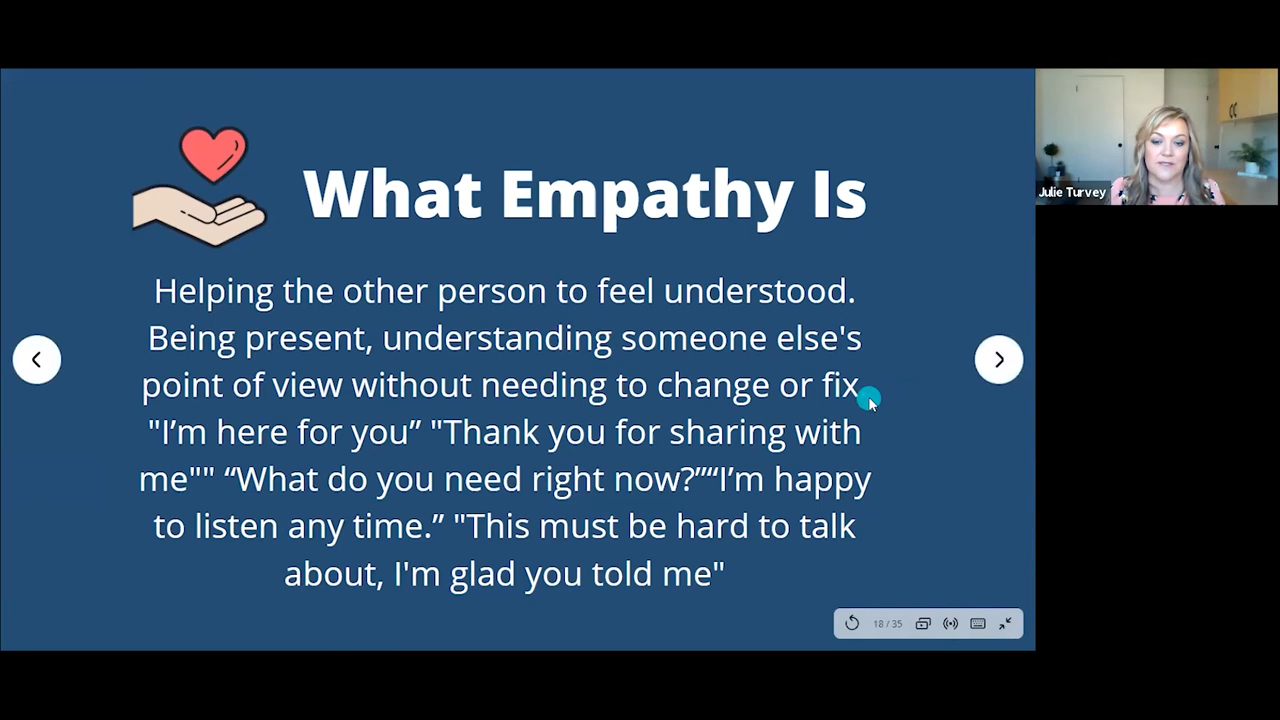 What Empathy Is
Helping the other person to feel understood.
Being present, understanding someone else's
point of view without needing to change or fix.
"I’m here for you” "Thank you for sharing with
me"" “What do you need right now?”“I’m happy
to listen any time.” "This must be hard to talk
about, I'm glad you told me"
18 / 35
Julie Turvey